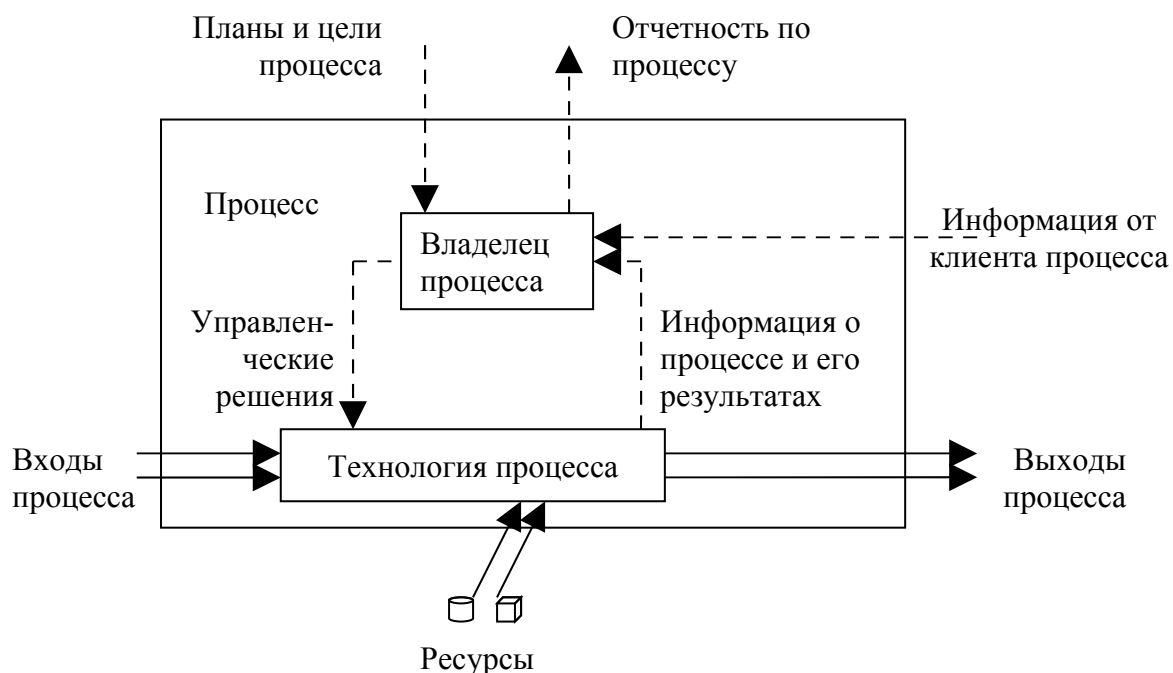 Планы и цели
процесса
Отчетность по
процессу
Процесс
Владелец
процесса
Информация от
клиента процесса
Управлен-
ческие
решения
Информация о
процессе и его
результатах
Входы
процесса
Технология процесса
Выходы
процесса
Ресурсы